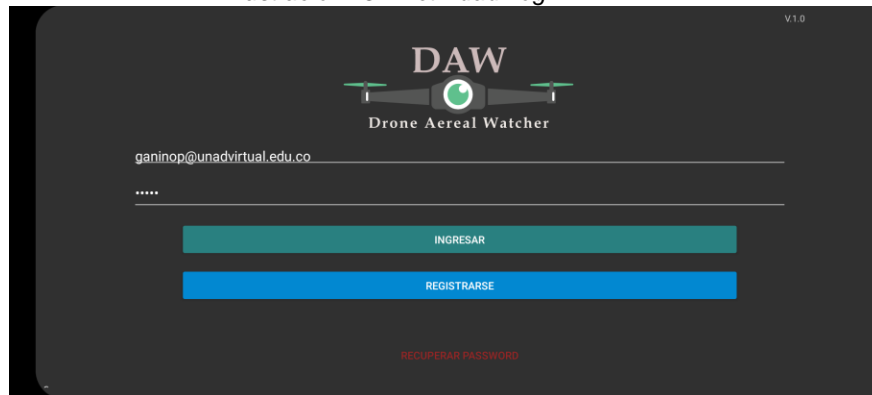 V.1.0
DAW
Drone Aereal Watcher
ganinop@unadvirtual.edu.co
•••••
INGRESAR
REGISTRARSE
RECUPERAR PASSWORD